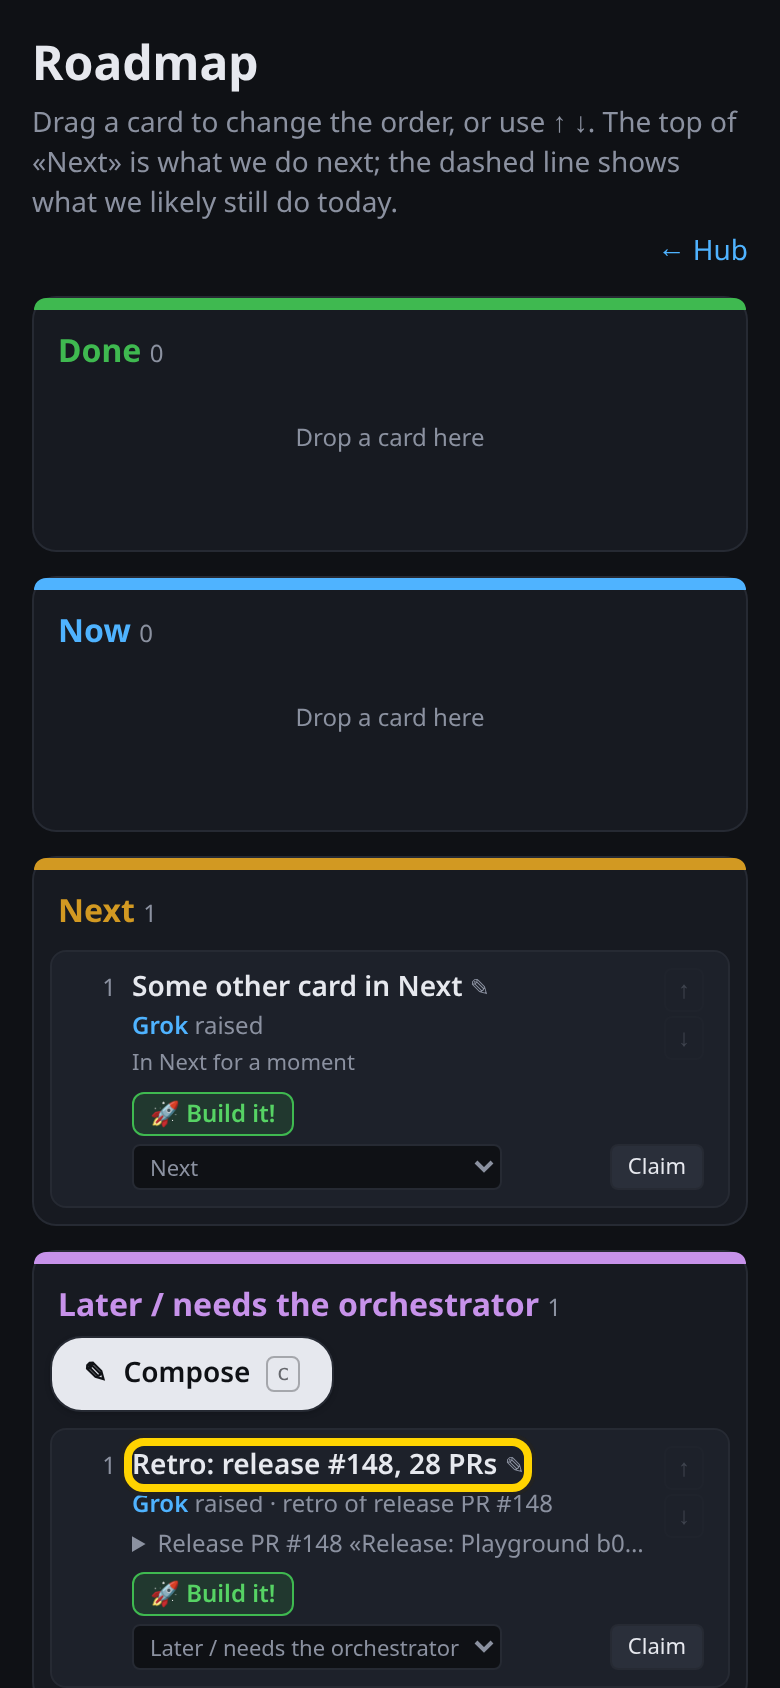 Roadmap
Drag a card to change the order, or use ↑ ↓. The top of
«Next» is what we do next; the dashed line shows
what we likely still do today.
← Hub
Done 0
Drop a card here
Now 0
Drop a card here
Next 1
1 Some other card in Next ✎
↑
Grok raised
↓
In Next for a moment
🚀 Build it!
Next
Claim
Later / needs the orchestrator 1
✎ Compose c
1 Retro: release #148, 28 PRs ✎
↑
Grok raised · retro of release PR #148
↓
▶ Release PR #148 «Release: Playground b0…
🚀 Build it!
Later / needs the orchestrator
Claim